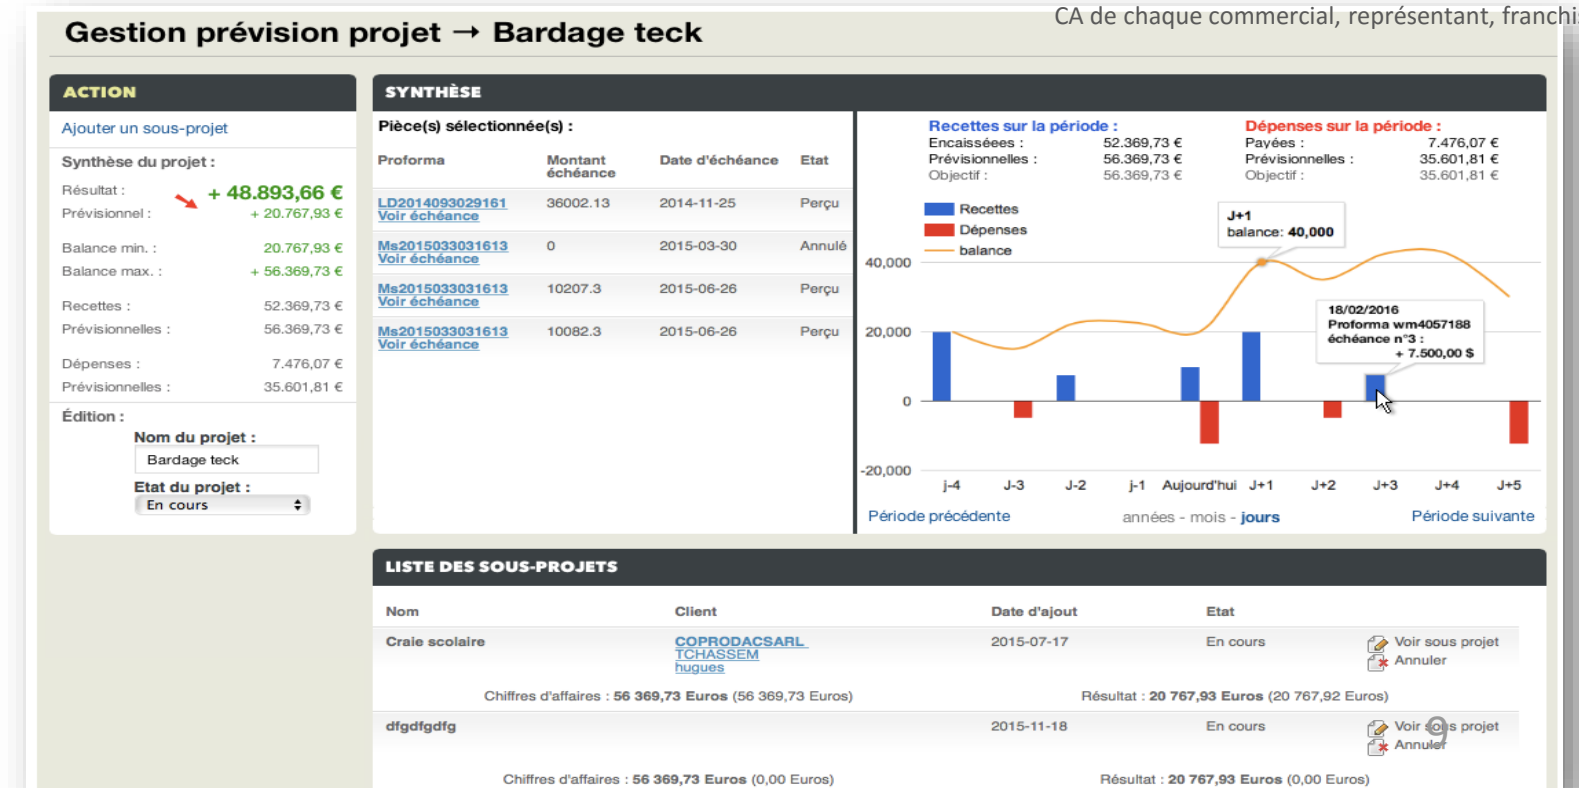 CA de chaque commercial, représentant, franchis
Gestion prévision projet → Bardage teck
ACTION
Ajouter un sous-projet
Synthèse du projet :
Résultat : + 48.893,66 €
Prévisionnel : + 20.767,93 €
Balance min. : 20.767,93 €
Balance max. : + 56.369,73 €
Recettes : 52.369,73 €
Prévisionnelles : 56.369,73 €
Dépenses : 7.476,07 €
Prévisionnelles : 35.601,81 €
Édition :
Nom du projet :
Bardage teck
Etat du projet :
En cours
SYNTHÈSE
Pièce(s) sélectionnée(s) :
Proforma Montant échéance Date d'échéance Etat
LD2014093029161 36002.13 2014-11-25 Perçu
Voir échéance
Ms2015033031613 0 2015-03-30 Annulé
Voir échéance
Ms2015033031613 10207.3 2015-06-26 Perçu
Voir échéance
Ms2015033031613 10082.3 2015-06-26 Perçu
Voir échéance
Recettes sur la période :
Encaisséees : 52.369,73 €
Prévisionnelles : 56.369,73 €
Objectif : 56.369,73 €
Dépenses sur la période :
Payées : 7.476,07 €
Prévisionnelles : 35.601,81 €
Objectif : 35.601,81 €
Recettes
Dépenses
balance
J+1
balance: 40,000
18/02/2016
Proforma wm4057188
échéance n°3 :
+ 7.500,00 $
40,000
20,000
0
-20,000
j-4 J-3 J-2 j-1 Aujourd'hui J+1 J+2 J+3 J+4 J+5
Période précédente années - mois - jours Période suivante
LISTE DES SOUS-PROJETS
Nom Client Date d'ajout Etat
Craie scolaire COPRODACSARL 2015-07-17 En cours Voir sous projet
TCHASSEM Annuler
hugues
Chiffres d'affaires : 56 369,73 Euros (56 369,73 Euros) Résultat : 20 767,93 Euros (20 767,92 Euros)
dfgdfgdfg 2015-11-18 En cours Voir sous projet
Annuler
9
Chiffres d'affaires : 56 369,73 Euros (0,00 Euros) Résultat : 20 767,93 Euros (0,00 Euros)